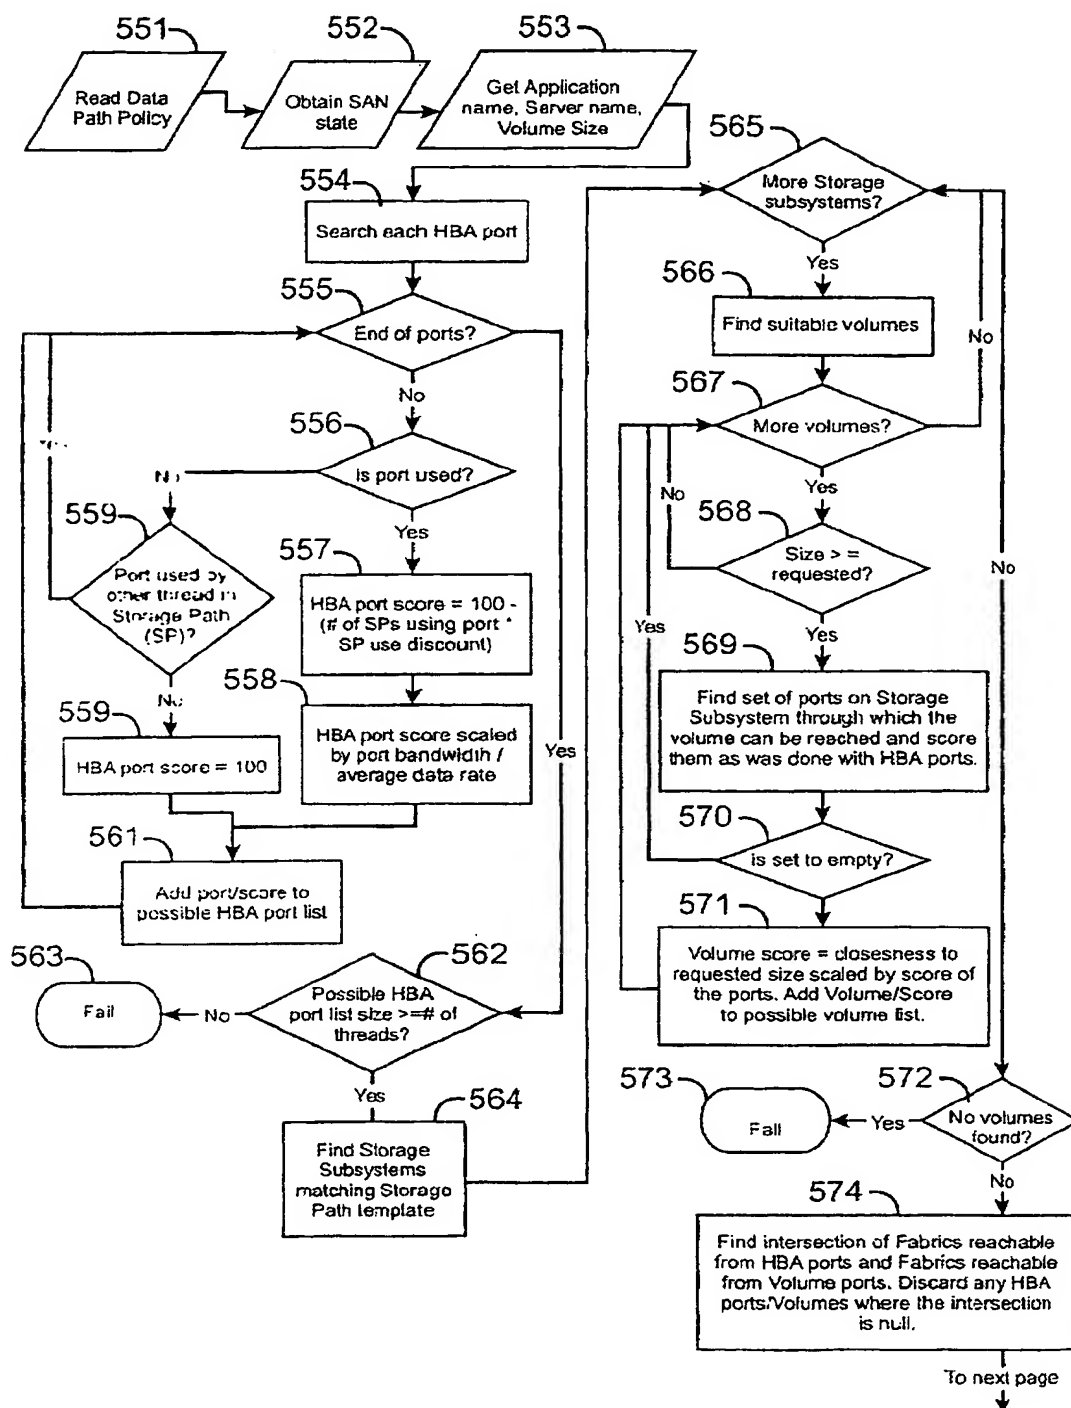 551
552
553
Read Data
Path Policy
Obtain SAN
state
Get Application
name, Server name,
Volume Size
554
Search each HBA port
555
End of ports?
No
Yes
556
is port used?
No
Yes
559
Port used by
other thread in
Storage Path
(SP)?
Yes
No
557
HBA port score = 100 -
(# of SPs using port *
SP use discount)
558
HBA port score scaled
by port bandwidth /
average data rate
559
HBA port score = 100
561
Add port/score to
possible HBA port list
562
Possible HBA
port list size >=# of
threads?
No
563
Fail
Yes
564
Find Storage
Subsystems
matching Storage
Path template
565
More Storage
subsystems?
Yes
No
566
Find suitable volumes
567
More volumes?
No
Yes
568
Size > =
requested?
No
Yes
569
Find set of ports on Storage
Subsystem through which the
volume can be reached and score
them as was done with HBA ports.
570
is set to empty?
Yes
571
Volume score = closesness to
requested size scaled by score of
the ports. Add Volume/Score
to possible volume list.
572
No volumes
found?
Yes
573
Fail
No
574
Find intersection of Fabrics reachable
from HBA ports and Fabrics reachable
from Volume ports. Discard any HBA
ports/Volumes where the intersection
is null.
To next page